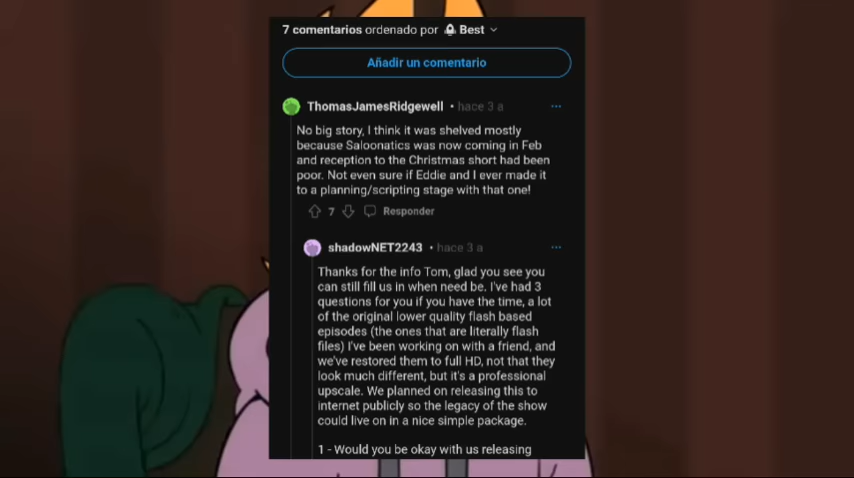 7 comentarios ordenado por Best
Añadir un comentario
ThomasJamesRidgewell • hace 3 a
No big story, I think it was shelved mostly
because Saloonatics was now coming in Feb
and reception to the Christmas short had been
poor. Not even sure if Eddie and I ever made it
to a planning/scripting stage with that one!
7 Responder
shadowNET2243 • hace 3 a
Thanks for the info Tom, glad you see you
can still fill us in when need be. I've had 3
questions for you if you have the time, a lot
of the original lower quality flash based
episodes (the ones that are literally flash
files) I've been working on with a friend, and
we've restored them to full HD, not that they
look much different, but it's a professional
upscale. We planned on releasing this to
internet publicly so the legacy of the show
could live on in a nice simple package.
1 - Would you be okay with us releasing